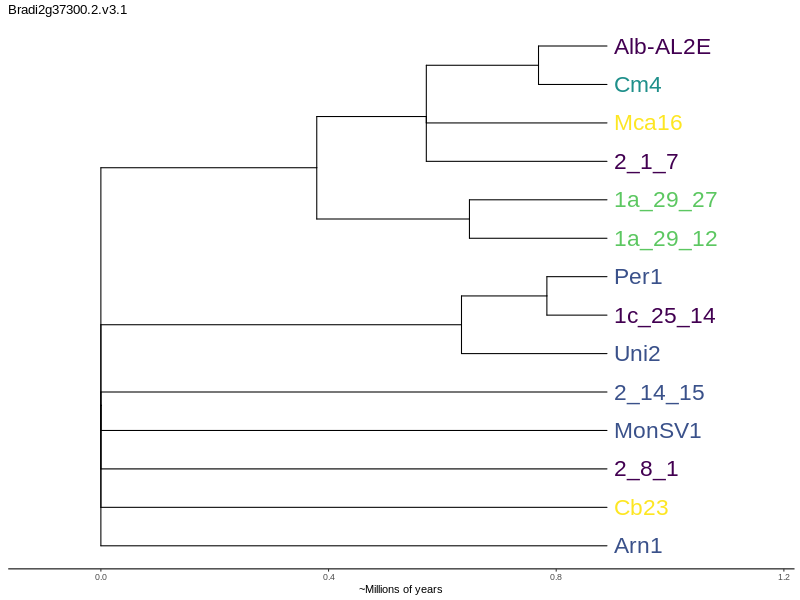 Bradi2g37300.2.v3.1
Alb-AL2E
Cm4
Mca16
2_1_7
1a_29_27
1a_29_12
Per1
1c_25_14
Uni2
2_14_15
MonSV1
2_8_1
Cb23
Arn1
0.0 0.4 0.8 1.2
~Millions of years